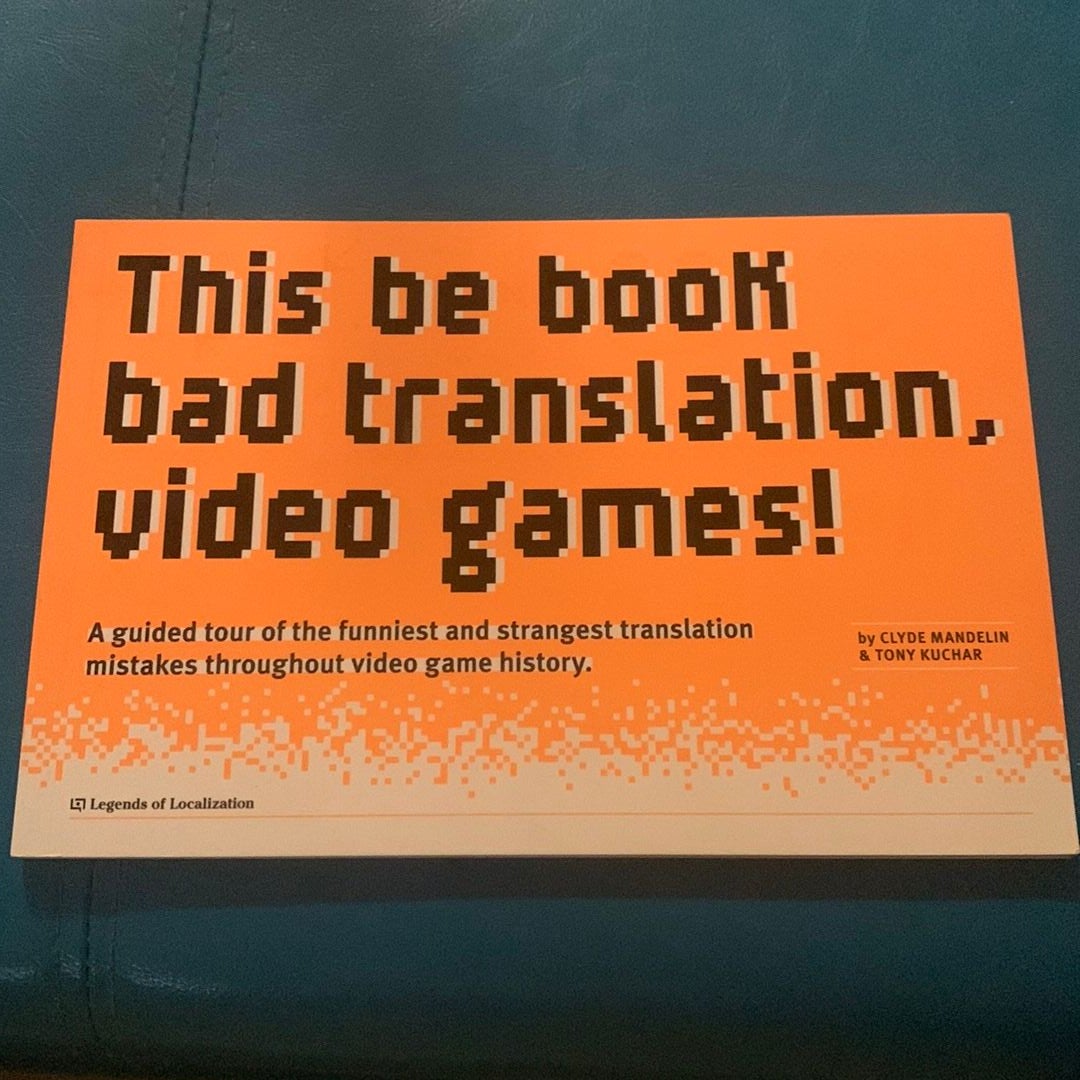 This be book
bad translation,
video games!
A guided tour of the funniest and strangest translation
mistakes throughout video game history.
by CLYDE MANDELIN
& TONY KUCHAR
Legends of Localization